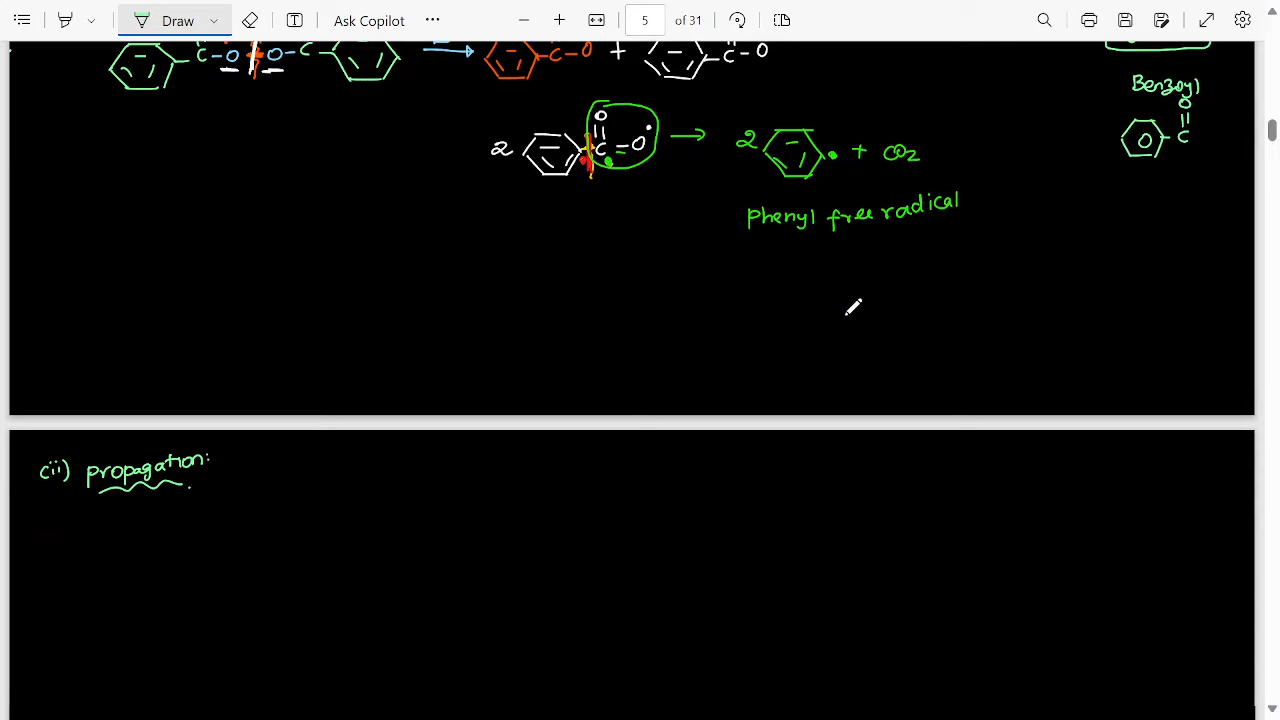 Draw
Ask Copilot
5 of 31
C-O O-C C-O + C-O
Benzoyl
O
C
O
2 C-O → 2 + CO2
Phenyl free radical
(ii) propagation: